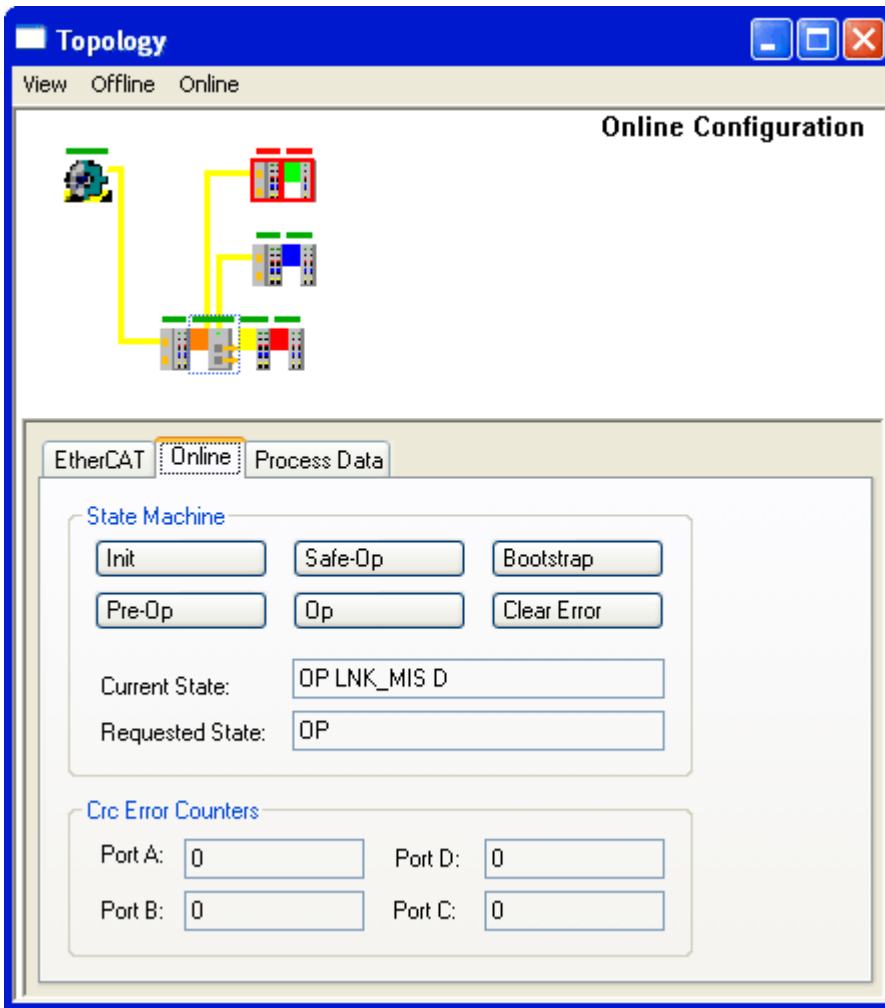 Topology
View Offline Online
Online Configuration
EtherCAT Online Process Data
State Machine
Init Safe-Op Bootstrap
Pre-Op Op Clear Error
Current State: OP LNK_MIS D
Requested State: OP
Crc Error Counters
Port A: 0 Port D: 0
Port B: 0 Port C: 0